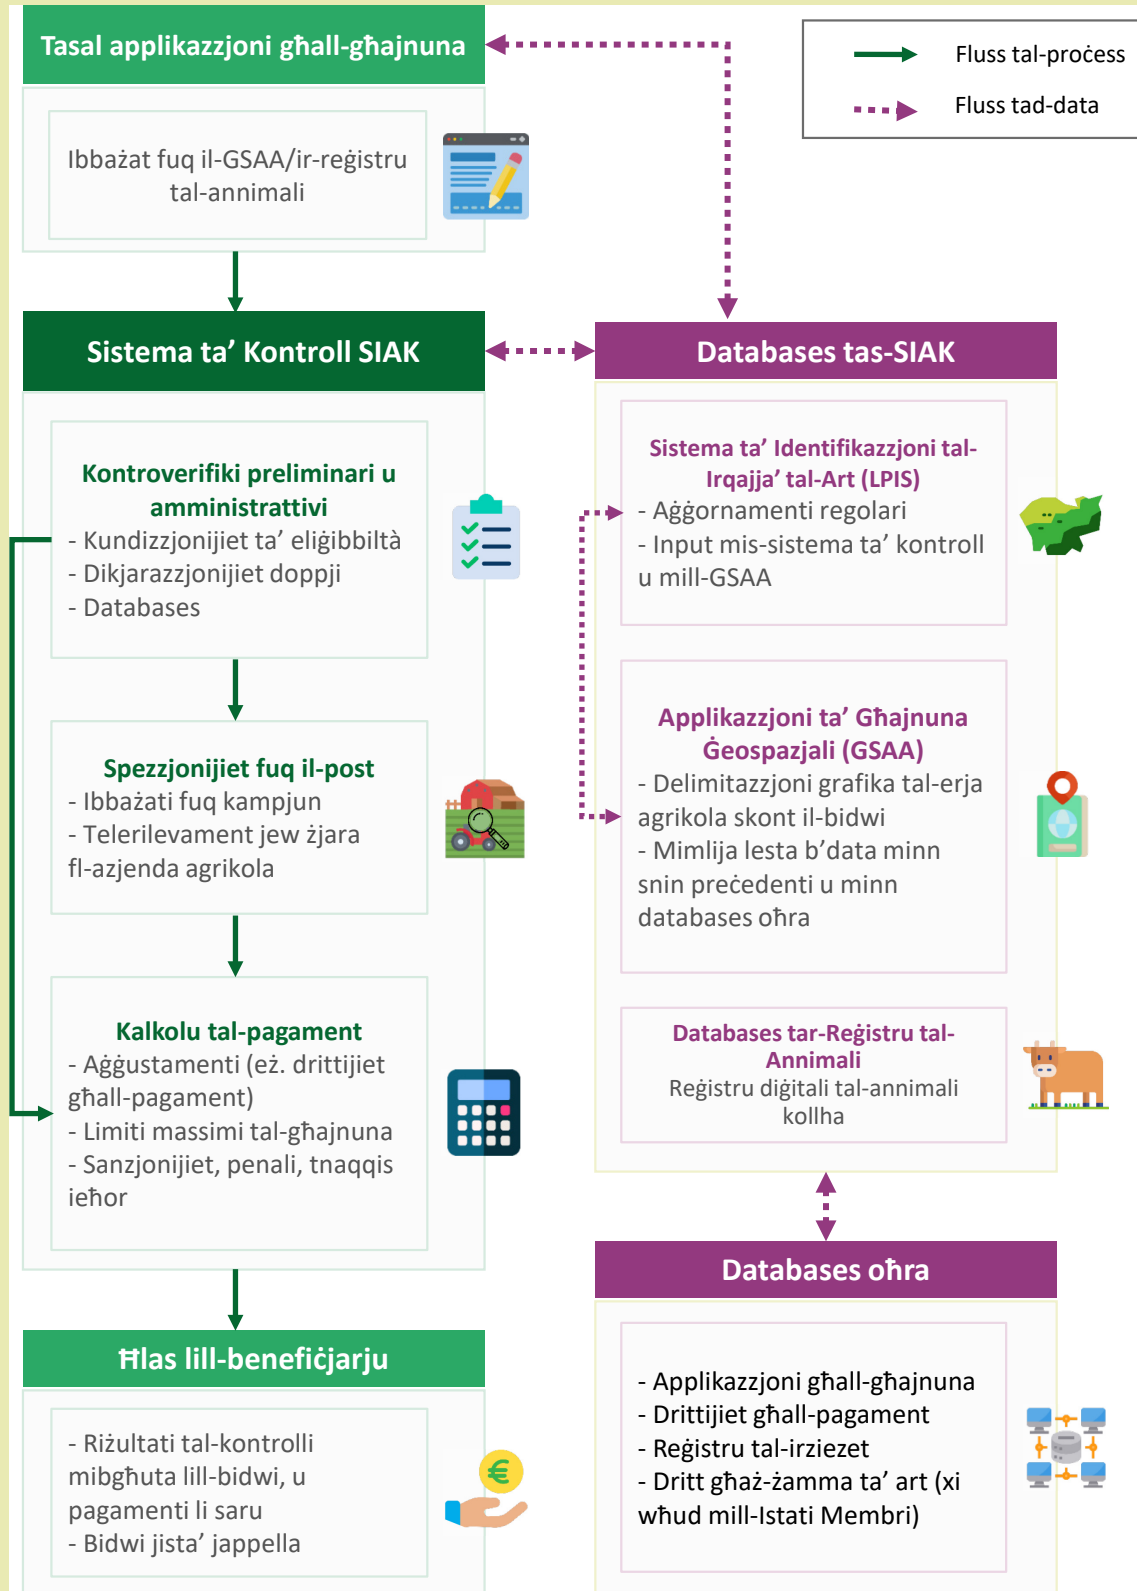 Tasal applikazzjoni għall-għajnuna
Ibbażat fuq il-GSAA/ir-reġistru
tal-annimali
Fluss tal-proċess
Fluss tad-data
Sistema ta’ Kontroll SIAK
Kontroverifiki preliminari u
amministrattivi
- Kundizzjonijiet ta’ eliġibbiltà
- Dikjarazzjonijiet doppji
- Databases
Spezzjonijiet fuq il-post
- Ibbażati fuq kampjun
- Telerilevament jew żjara
fl-azjenda agrikola
Kalkolu tal-pagament
- Aġġustamenti (eż. drittijiet
għall-pagament)
- Limiti massimi tal-għajnuna
- Sanzjonijiet, penali, tnaqqis
ieħor
Ħlas lill-benefiċjarju
- Riżultati tal-kontrolli
mibgħuta lill-bidwi, u
pagamenti li saru
- Bidwi jista’ jappella
Databases tas-SIAK
Sistema ta’ Identifikazzjoni tal-
Irqajja’ tal-Art (LPIS)
- Aġġornamenti regolari
- Input mis-sistema ta’ kontroll
u mill-GSAA
Applikazzjoni ta’ Għajnuna
Ġeospazjali (GSAA)
- Delimitazzjoni grafika tal-erja
agrikola skont il-bidwi
- Mimlija lesta b’data minn
snin preċedenti u minn
databases oħra
Databases tar-Reġistru tal-
Annimali
Reġistru diġitali tal-annimali
kollha
Databases oħra
- Applikazzjoni għall-għajnuna
- Drittijiet għall-pagament
- Reġistru tal-irziezet
- Dritt għaż-żamma ta’ art (xi
wħud mill-Istati Membri)